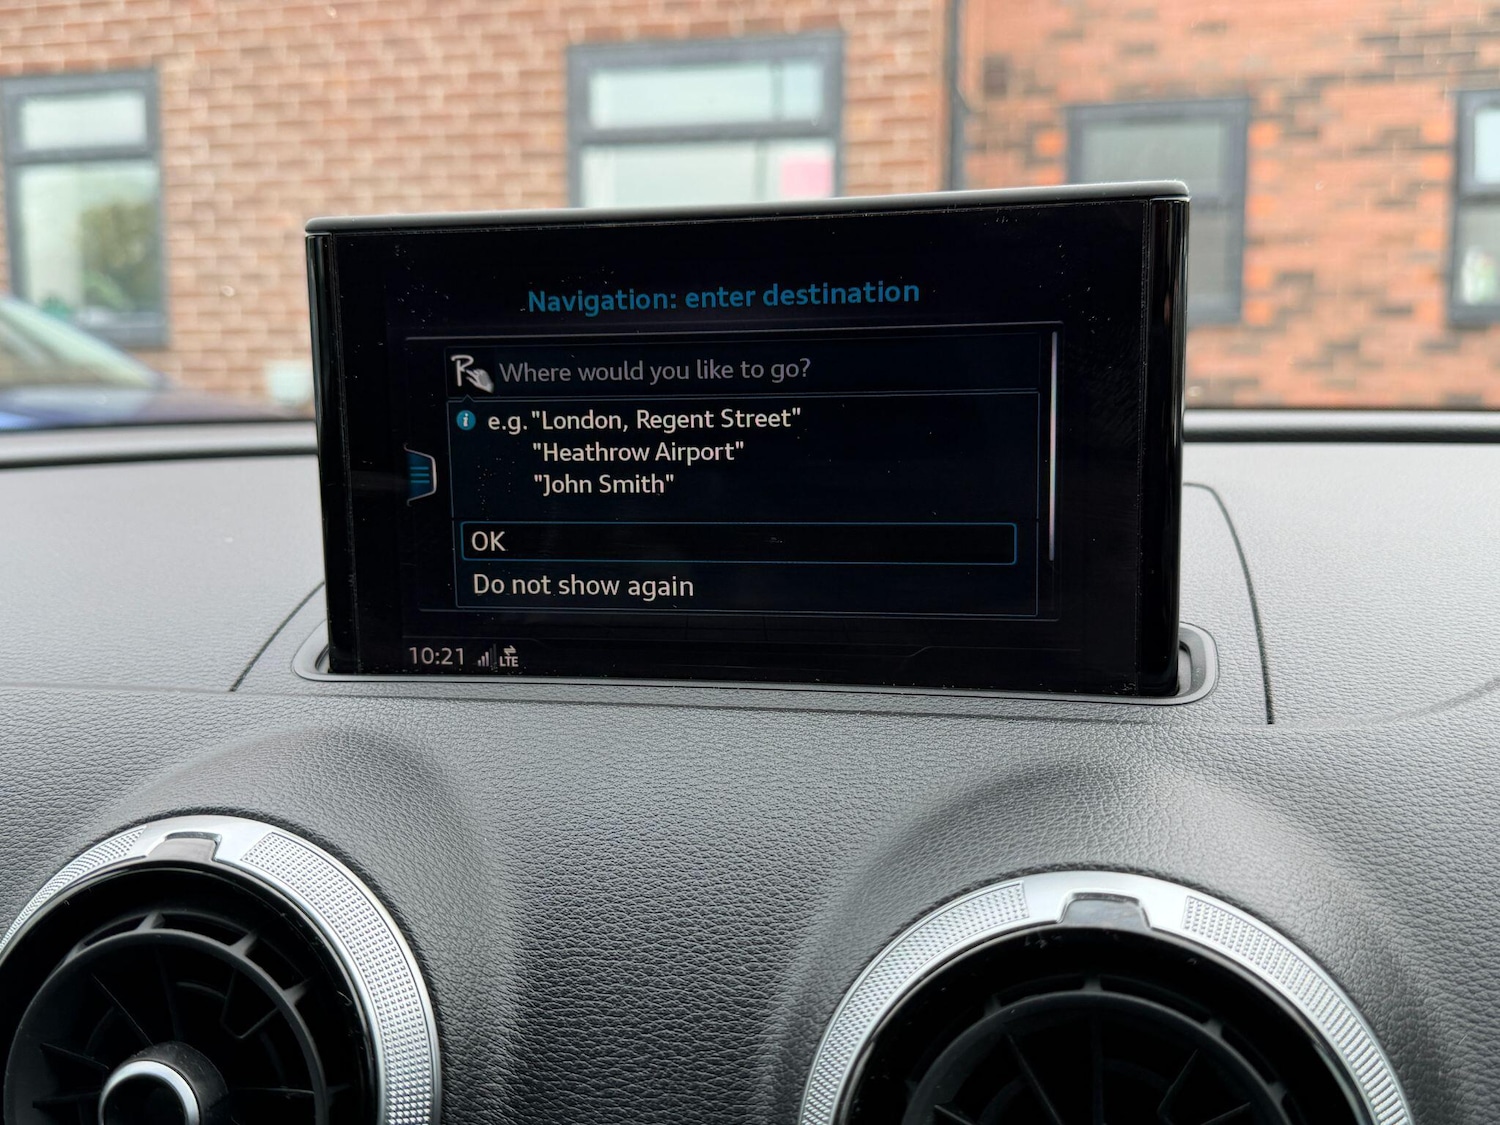 Navigation: enter destination
Where would you like to go?
i e.g. "London, Regent Street"
"Heathrow Airport"
"John Smith"
OK
Do not show again
10:21 LTE